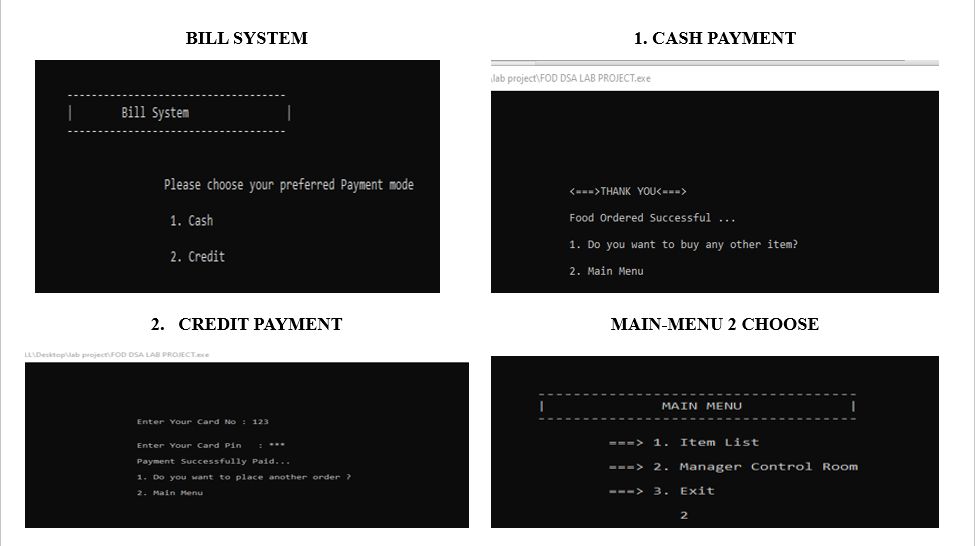 BILL SYSTEM
------------------------------------
| Bill System |
------------------------------------
Please choose your preferred Payment mode
1. Cash
2. Credit
1. CASH PAYMENT
\lab project\FOD DSA LAB PROJECT.exe
<===>THANK YOU<===>
Food Ordered Successful ...
1. Do you want to buy any other item?
2. Main Menu
2. CREDIT PAYMENT
LL\Desktop\lab project\FOD DSA LAB PROJECT.exe
Enter Your Card No : 123
Enter Your Card Pin : ***
Payment Successfully Paid...
1. Do you want to place another order ?
2. Main Menu
MAIN-MENU 2 CHOOSE
------------------------------------
| MAIN MENU |
------------------------------------
===> 1. Item List
===> 2. Manager Control Room
===> 3. Exit
2